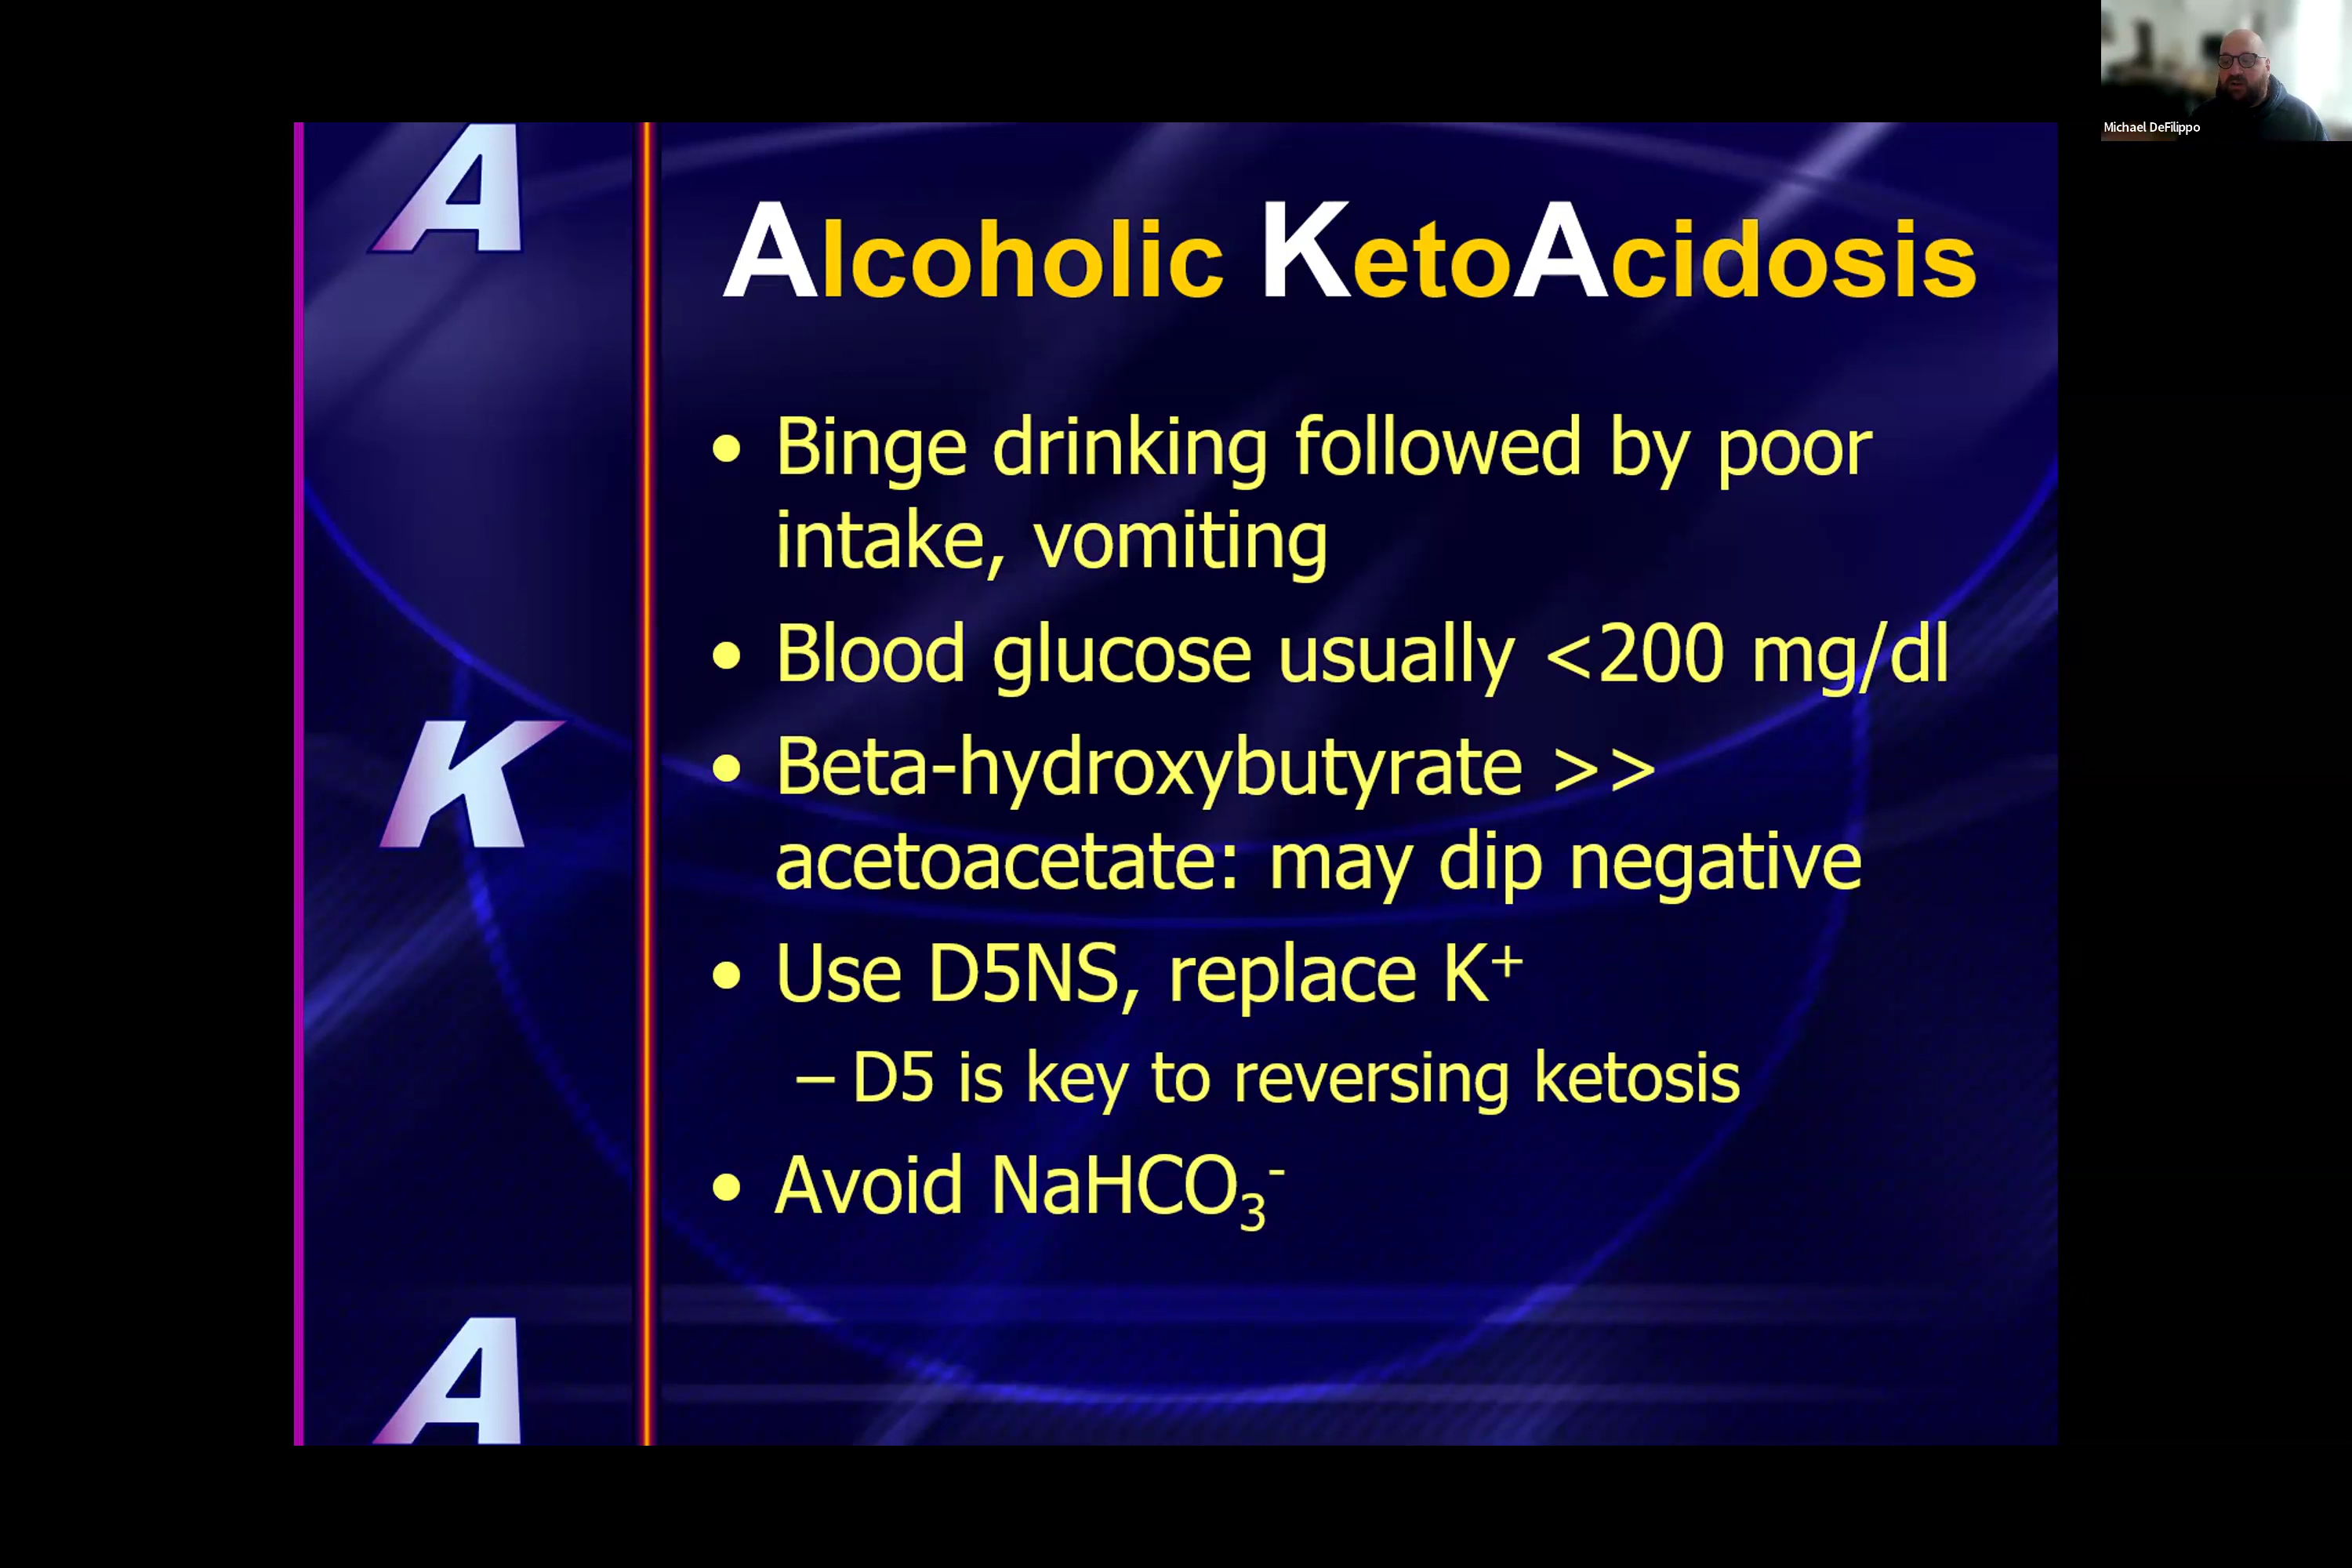 A
K
A
Alcoholic KetoAcidosis
• Binge drinking followed by poor
intake, vomiting
• Blood glucose usually <200 mg/dl
• Beta-hydroxybutyrate >>
acetoacetate: may dip negative
• Use D5NS, replace K⁺
– D5 is key to reversing ketosis
• Avoid NaHCO₃⁻
Michael DeFilippo